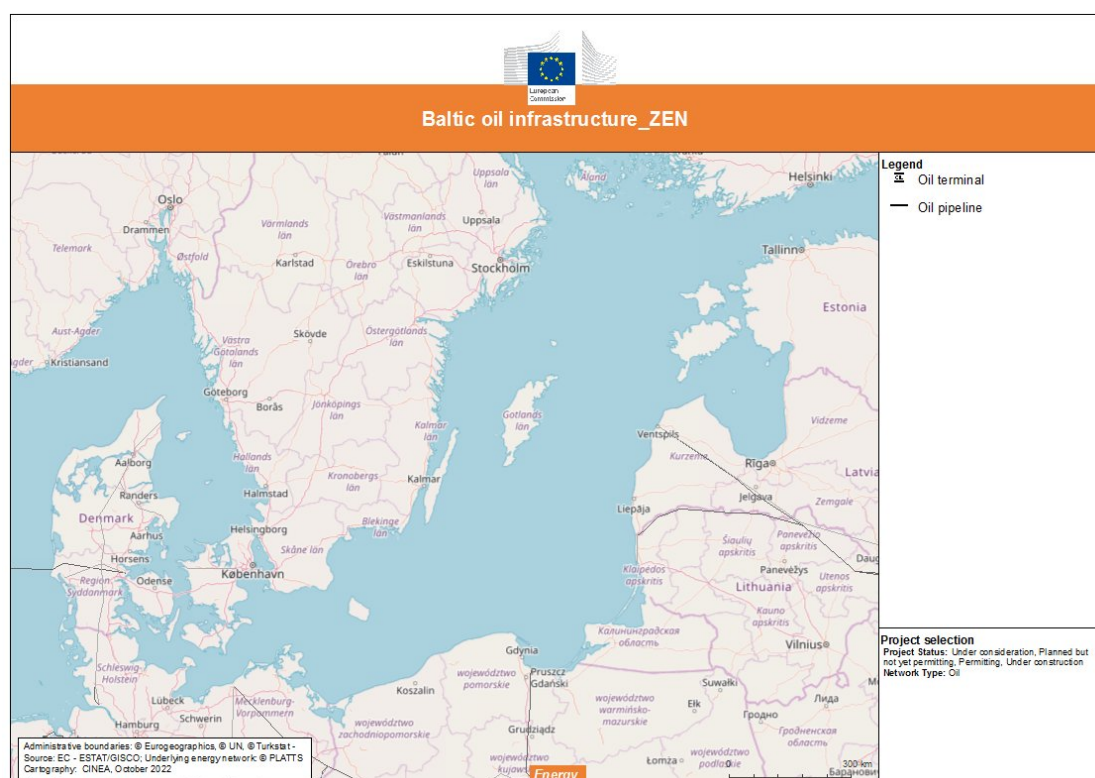 European
Commission
Baltic oil infrastructure_ZEN
Legend
Oil terminal
Oil pipeline
Uppsala
län
Åland
Helsinki
Oslo
Värmlands
län
Västmanlands
län
Uppsala
Drammen
Telemark
Østfold
Karlstad
Örebro
län
Eskilstuna
Stockholm
Tallinn
Estonia
Aust-Agder
Agder
Kristiansand
Västra
Götalands
län
Skövde
Östergötlands
län
Göteborg
Borås
Jönköpings
län
Kalmar
län
Gotlands
län
Vidzeme
Ventspils
Kurzeme
Rīga
Latvia
Aalborg
Hallands
län
Kronobergs
län
Kalmar
Jelgava
Zemgale
Randers
Halmstad
Liepāja
Denmark
Aarhus
Helsingborg
Blekinge
län
Šiaulių
apskritis
Panevėžio
apskritis
Horsens
Skåne län
Panevėžys
Daug
København
Klaipėdos
apskritis
Utenos
apskritis
Region
Syddanmark
Odense
Lithuania
Kauno
apskritis
Калининградская
область
Vilnius
Gdynia
Schleswig-
Holstein
województwo
pomorskie
Pruszcz
Gdański
Koszalin
Suwałki
Lübeck
Mecklenburg-
Vorpommern
województwo
warmińsko-
mazurskie
Ełk
Лида
Hamburg
Schwerin
województwo
zachodniopomorskie
Grudziądz
Гродно
Гродненская
область
województwo
kujaws
Łomża
województwo
podlaskie
Баранович
Energy
0
300 km
Administrative boundaries: © Eurogeographics, © UN, © Turkstat -
Source: EC - ESTAT/GISCO; Underlying energy network: © PLATTS
Cartography: CINEA, October 2022
Project selection
Project Status: Under consideration, Planned but
not yet permitting, Permitting, Under construction
Network Type: Oil